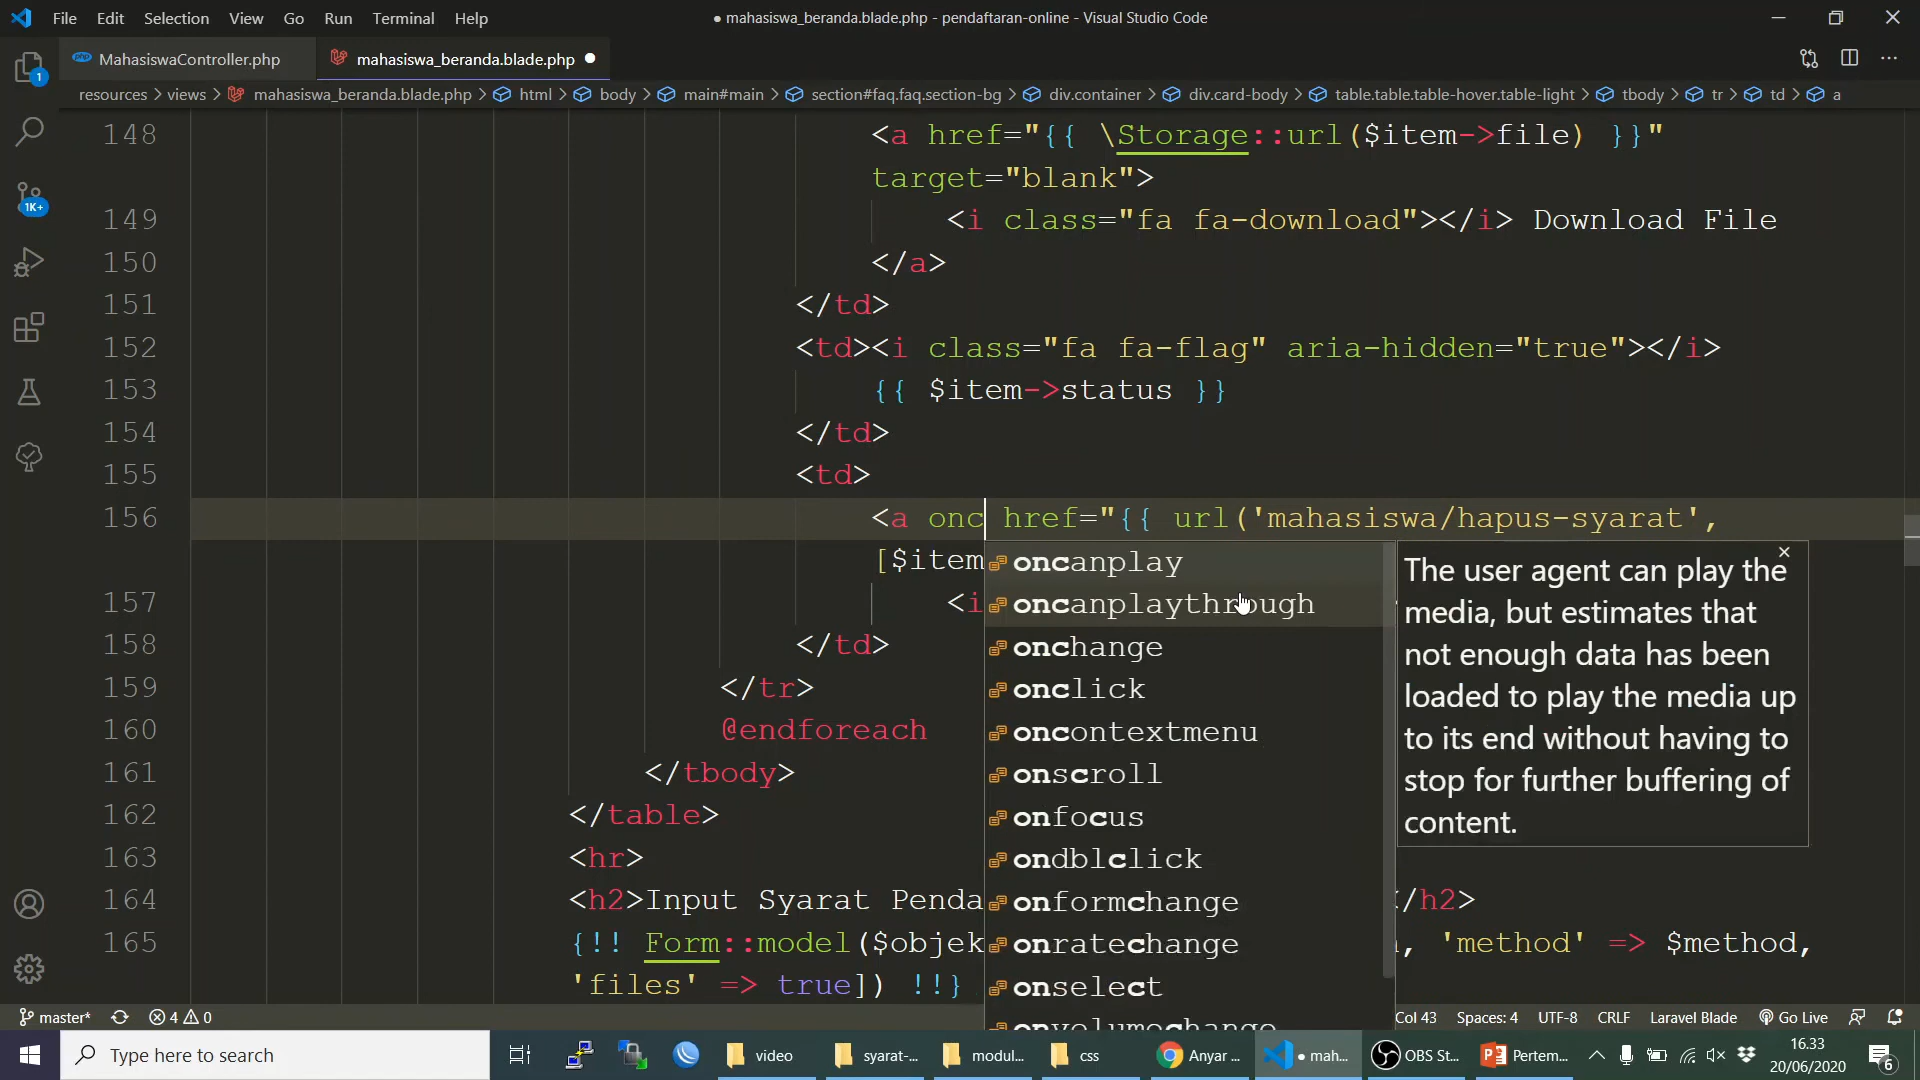 File Edit Selection View Go Run Terminal Help ● mahasiswa_beranda.blade.php - pendaftaran-online - Visual Studio Code
MahasiswaController.php mahasiswa_beranda.blade.php ●
resources > views > mahasiswa_beranda.blade.php > html > body > main#main > section#faq.faq.section-bg > div.container > div.card-body > table.table.table-hover.table-light > tbody > tr > td > a
148 <a href="{{ \Storage::url($item->file) }}"
target="blank">
149 <i class="fa fa-download"></i> Download File
150 </a>
151 </td>
152 <td><i class="fa fa-flag" aria-hidden="true"></i>
153 {{ $item->status }}
154 </td>
155 <td>
156 <a onc href="{{ url('mahasiswa/hapus-syarat',
[$item
157 <i
158 </td>
159 </tr>
160 @endforeach
161 </tbody>
162 </table>
163 <hr>
164 <h2>Input Syarat Penda /h2>
165 {!! Form::model($objek , 'method' => $method,
'files' => true]) !!}
oncanplay
oncanplaythrough
onchange
onclick
oncontextmenu
onscroll
onfocus
ondblclick
onformchange
onratechange
onselect
onvolumechange
The user agent can play the
media, but estimates that
not enough data has been
loaded to play the media up
to its end without having to
stop for further buffering of
content.
1
1K+
master* 4 0 Col 43 Spaces: 4 UTF-8 CRLF Laravel Blade Go Live
Type here to search video syarat-... modul... css Anyar ... ● mah... OBS St... Pertem... 16.33
20/06/2020 6